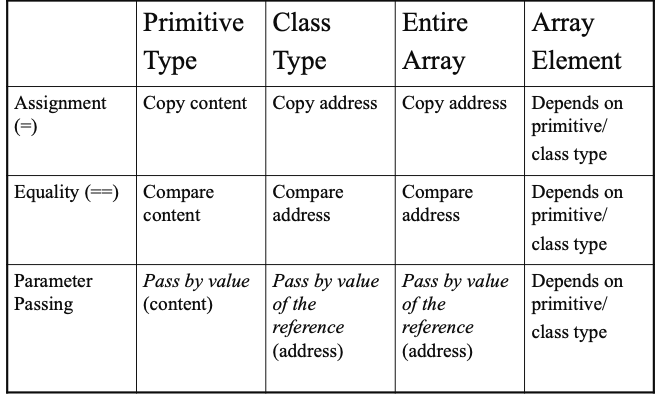 Primitive
Type
Class
Type
Entire
Array
Array
Element
Assignment
(=)
Copy content
Copy address
Copy address
Depends on
primitive/
class type
Equality (==)
Compare
content
Compare
address
Compare
address
Depends on
primitive/
class type
Parameter
Passing
Pass by value
(content)
Pass by value
of the
reference
(address)
Pass by value
of the
reference
(address)
Depends on
primitive/
class type